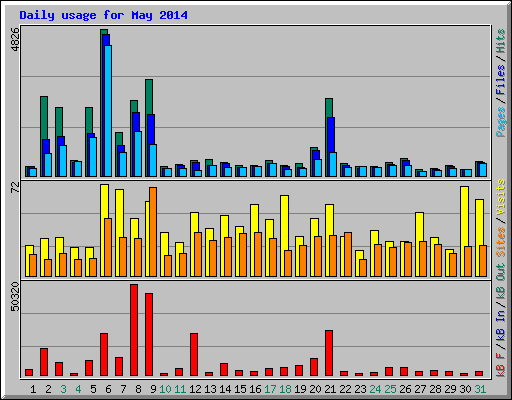 Daily usage for May 2014
4826
Pages / Files / Hits
72
Sites / Visits
50320
kB F / kB In / kB Out
1 2 3 4 5 6 7 8 9 10 11 12 13 14 15 16 17 18 19 20 21 22 23 24 25 26 27 28 29 30 31